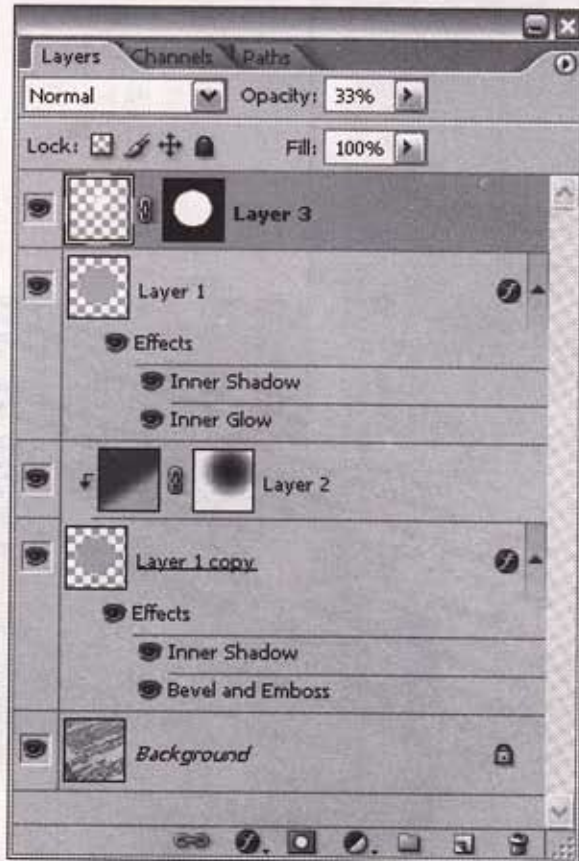 Layers Channels Paths
Normal Opacity: 33%
Lock: Fill: 100%
Layer 3
Layer 1
Effects
Inner Shadow
Inner Glow
Layer 2
Layer 1 copy
Effects
Inner Shadow
Bevel and Emboss
Background